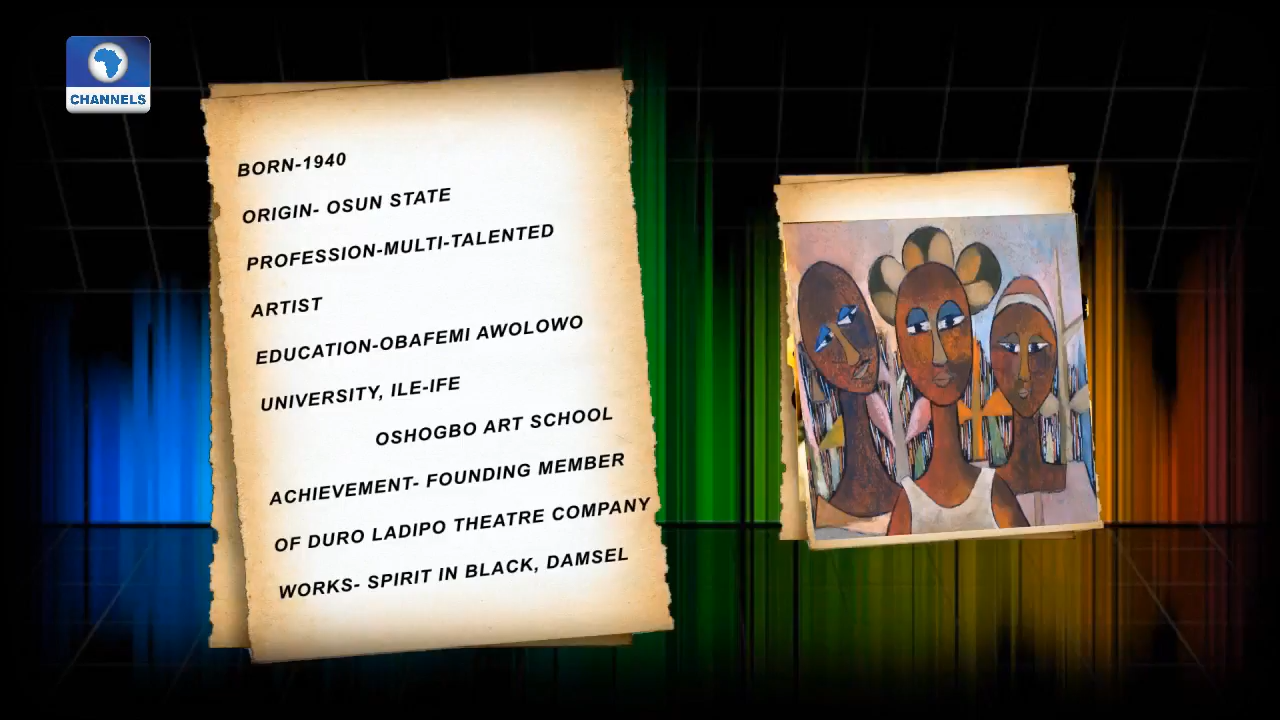 CHANNELS
BORN-1940
ORIGIN- OSUN STATE
PROFESSION-MULTI-TALENTED
ARTIST
EDUCATION-OBAFEMI AWOLOWO
UNIVERSITY, ILE-IFE
OSHOGBO ART SCHOOL
ACHIEVEMENT- FOUNDING MEMBER
OF DURO LADIPO THEATRE COMPANY
WORKS- SPIRIT IN BLACK, DAMSEL